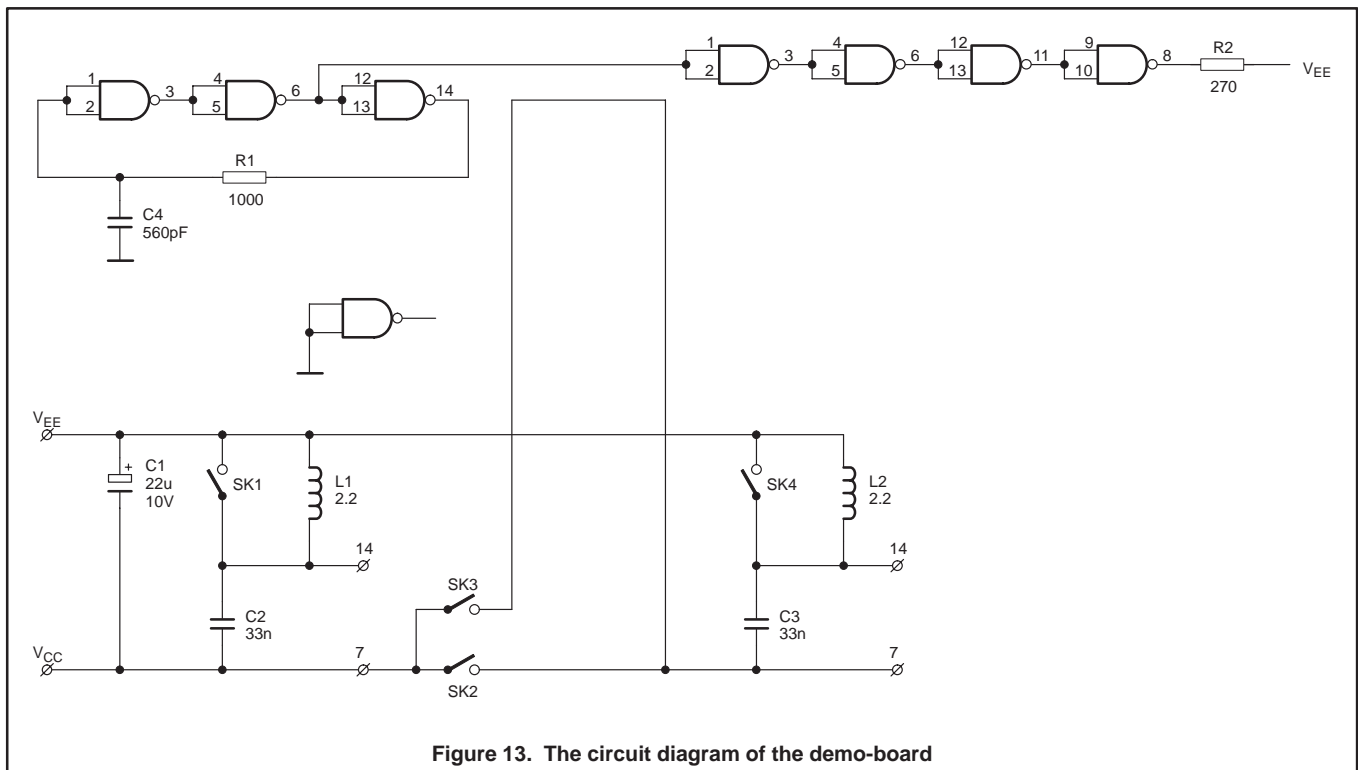 1
2
3
4
5
6
12
13
14
1
2
3
4
5
6
12
13
11
9
10
8
R2
270
VEE
R1
1000
C4
560pF
VEE
C1
+
22u
10V
SK1
L1
2.2
14
C2
33n
VCC
7
SK3
SK2
SK4
L2
2.2
14
C3
33n
7
Figure 13. The circuit diagram of the demo-board